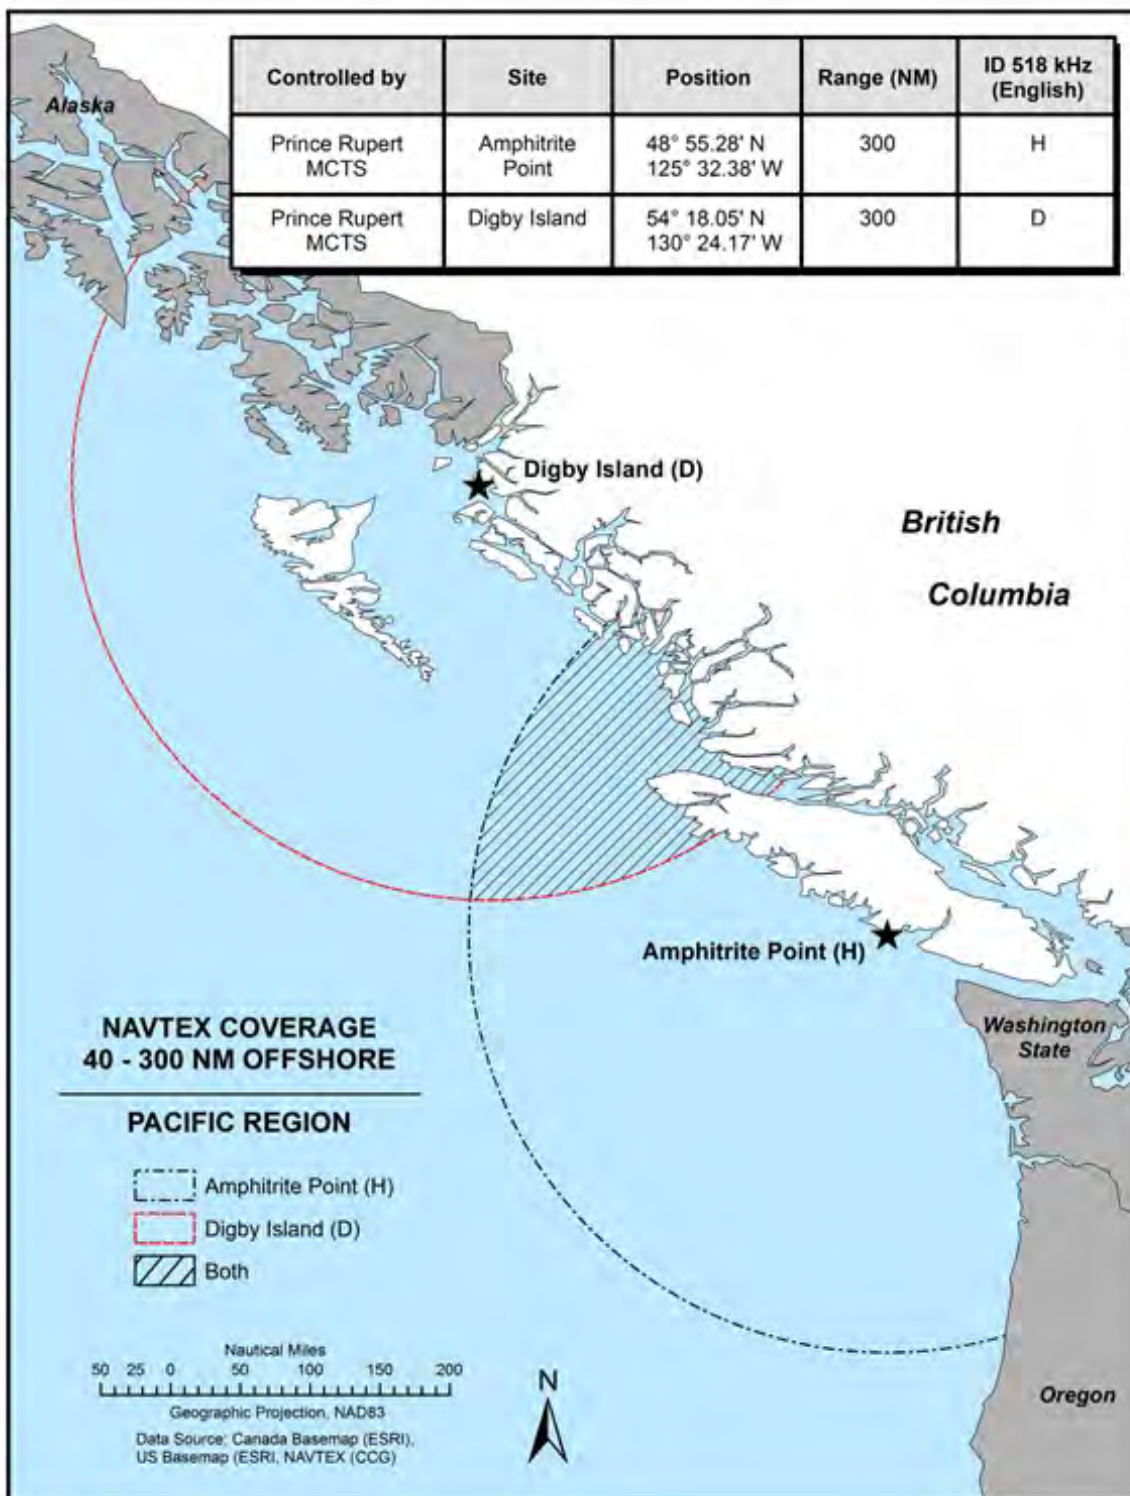 Controlled by
Site
Position
Range (NM)
ID 518 kHz
(English)
Prince Rupert
MCTS
Amphitrite
Point
48° 55.28' N
125° 32.38' W
300
H
Prince Rupert
MCTS
Digby Island
54° 18.05' N
130° 24.17' W
300
D
Alaska
Digby Island (D)
British
Columbia
Amphitrite Point (H)
Washington
State
Oregon
NAVTEX COVERAGE
40 - 300 NM OFFSHORE
PACIFIC REGION
Amphitrite Point (H)
Digby Island (D)
Both
Nautical Miles
50 25 0 50 100 150 200
Geographic Projection, NAD83
Data Source: Canada Basemap (ESRI),
US Basemap (ESRI, NAVTEX (CCG)
N